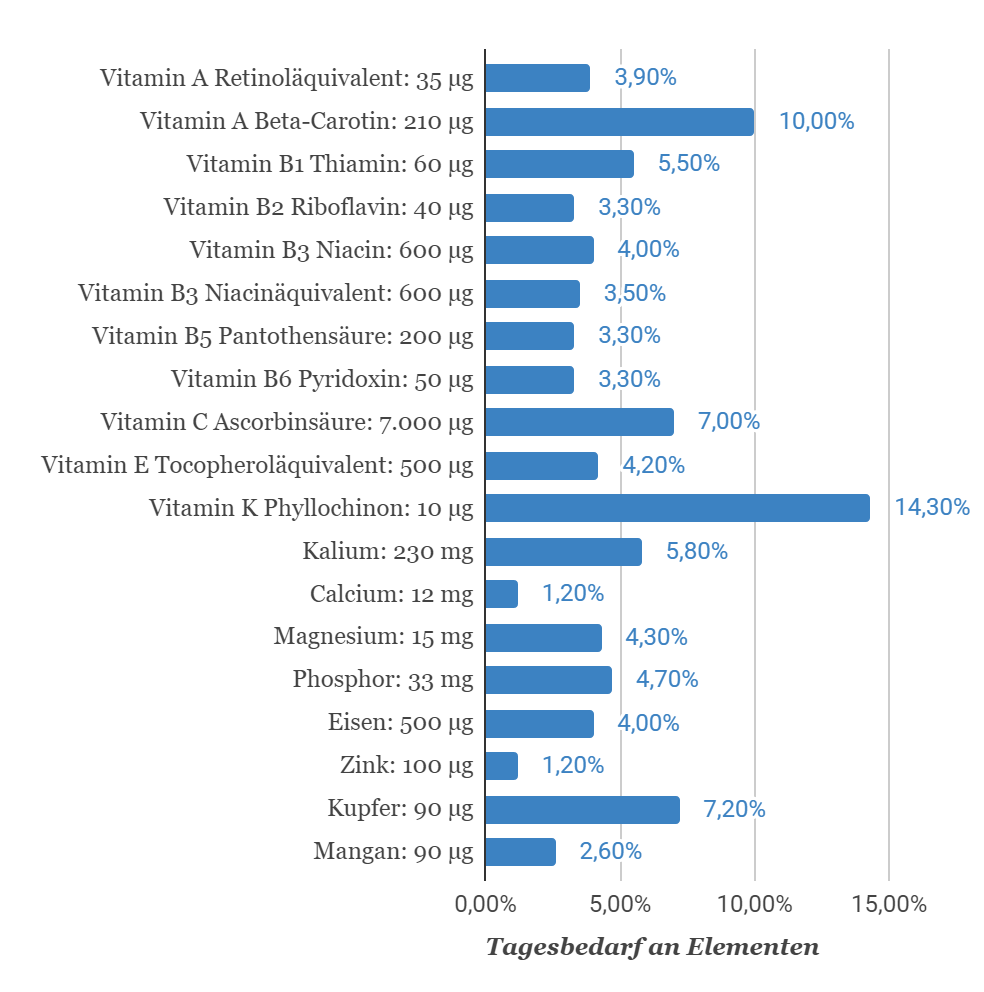 Vitamin A Retinoläquivalent: 35 µg 3,90%
Vitamin A Beta-Carotin: 210 µg 10,00%
Vitamin B1 Thiamin: 60 µg 5,50%
Vitamin B2 Riboflavin: 40 µg 3,30%
Vitamin B3 Niacin: 600 µg 4,00%
Vitamin B3 Niacinäquivalent: 600 µg 3,50%
Vitamin B5 Pantothensäure: 200 µg 3,30%
Vitamin B6 Pyridoxin: 50 µg 3,30%
Vitamin C Ascorbinsäure: 7.000 µg 7,00%
Vitamin E Tocopheroläquivalent: 500 µg 4,20%
Vitamin K Phyllochinon: 10 µg 14,30%
Kalium: 230 mg 5,80%
Calcium: 12 mg 1,20%
Magnesium: 15 mg 4,30%
Phosphor: 33 mg 4,70%
Eisen: 500 µg 4,00%
Zink: 100 µg 1,20%
Kupfer: 90 µg 7,20%
Mangan: 90 µg 2,60%
0,00% 5,00% 10,00% 15,00%
Tagesbedarf an Elementen